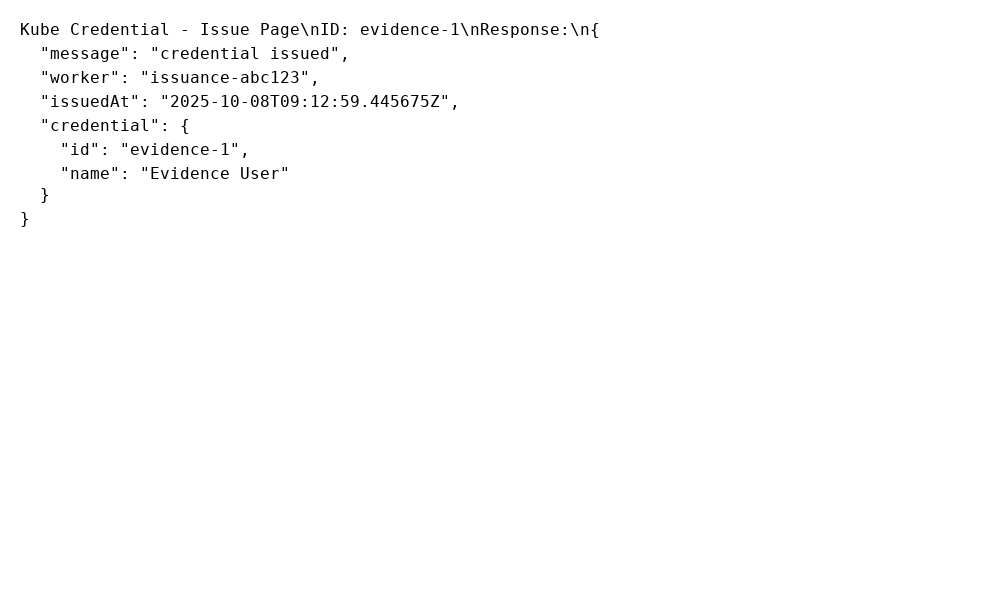 Kube Credential - Issue Page\nID: evidence-1\nResponse:\n{
  "message": "credential issued",
  "worker": "issuance-abc123",
  "issuedAt": "2025-10-08T09:12:59.445675Z",
  "credential": {
    "id": "evidence-1",
    "name": "Evidence User"
  }
}